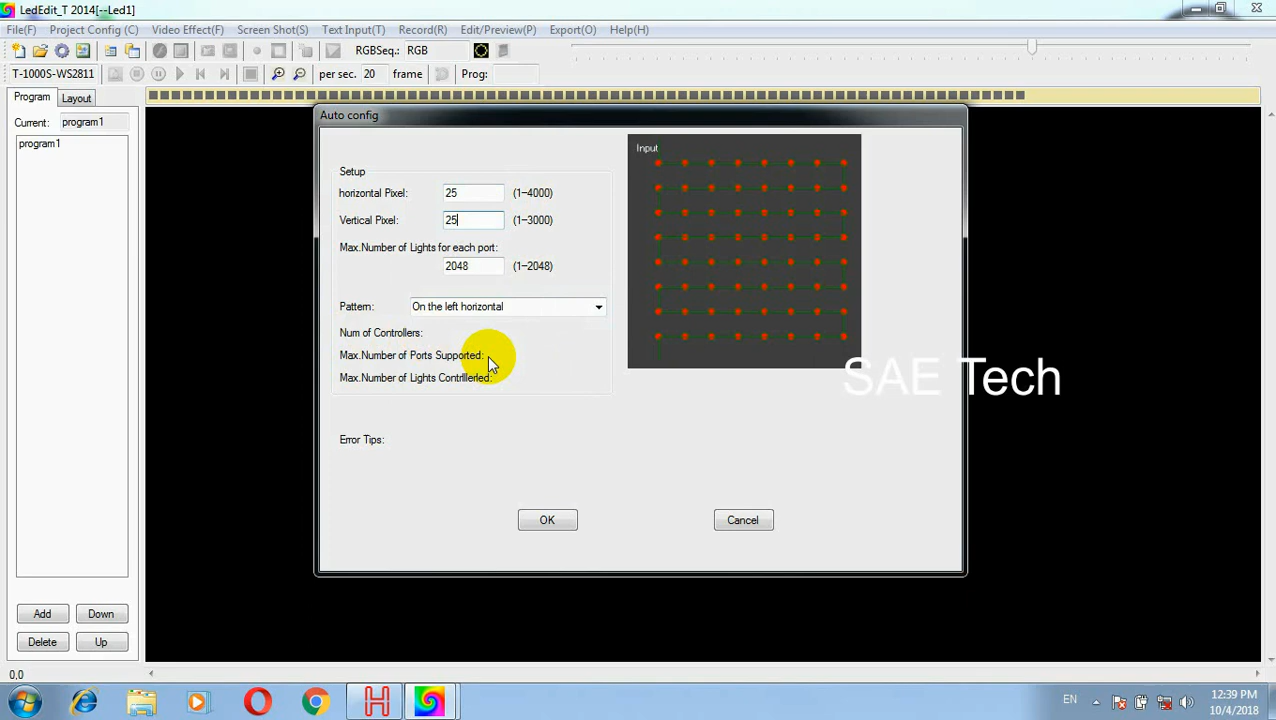 LedEdit_T 2014[--Led1]
File(F) Project Config (C) Video Effect(F) Screen Shot(S) Text Input(T) Record(R) Edit/Preview(P) Export(O) Help(H)
RGBSeq.: RGB
T-1000S-WS2811 per sec. 20 frame Prog:
Program Layout
Current: program1
program1
Auto config
Setup
horizontal Pixel: 25 (1-4000)
Vertical Pixel: 25 (1-3000)
Max.Number of Lights for each port:
2048 (1-2048)
Pattern: On the left horizontal
Num of Controllers:
Max.Number of Ports Supported:
Max.Number of Lights Contrllerled:
Input
SAE Tech
Error Tips:
OK Cancel
Add Down
Delete Up
0,0
EN 12:39 PM
10/4/2018